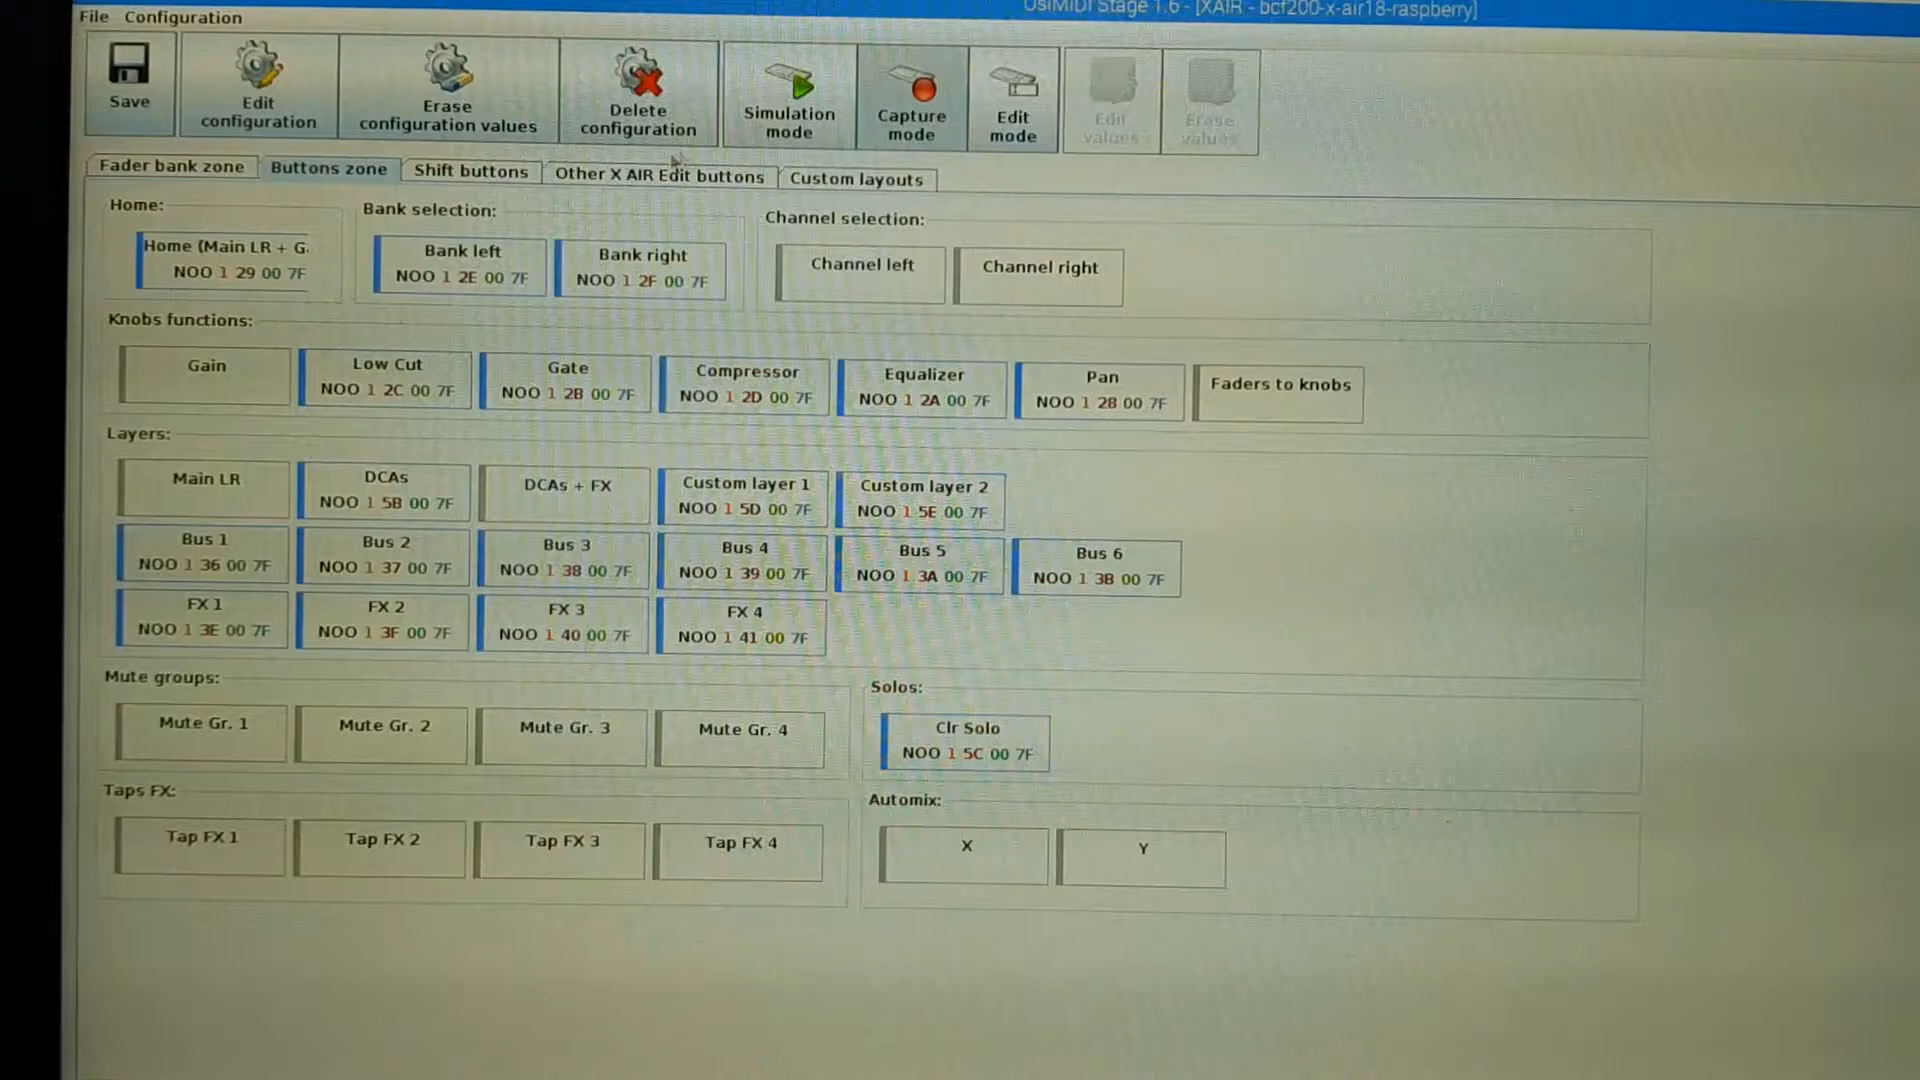 UsiMIDI Stage 1.6 - [XAIR - bcf200-x-air18-raspberry]
File Configuration
Save
Edit configuration
Erase configuration values
Delete configuration
Simulation mode
Capture mode
Edit mode
Edit values
Erase values
Fader bank zone
Buttons zone
Shift buttons
Other X AIR Edit buttons
Custom layouts
Home:
Bank selection:
Channel selection:
Home (Main LR + G.
NOO 1 29 00 7F
Bank left
NOO 1 2E 00 7F
Bank right
NOO 1 2F 00 7F
Channel left
Channel right
Knobs functions:
Gain
Low Cut
NOO 1 2C 00 7F
Gate
NOO 1 2B 00 7F
Compressor
NOO 1 2D 00 7F
Equalizer
NOO 1 2A 00 7F
Pan
NOO 1 28 00 7F
Faders to knobs
Layers:
Main LR
DCAs
NOO 1 5B 00 7F
DCAs + FX
Custom layer 1
NOO 1 5D 00 7F
Custom layer 2
NOO 1 5E 00 7F
Bus 1
NOO 1 36 00 7F
Bus 2
NOO 1 37 00 7F
Bus 3
NOO 1 38 00 7F
Bus 4
NOO 1 39 00 7F
Bus 5
NOO 1 3A 00 7F
Bus 6
NOO 1 3B 00 7F
FX 1
NOO 1 3E 00 7F
FX 2
NOO 1 3F 00 7F
FX 3
NOO 1 40 00 7F
FX 4
NOO 1 41 00 7F
Mute groups:
Mute Gr. 1
Mute Gr. 2
Mute Gr. 3
Mute Gr. 4
Solos:
Clr Solo
NOO 1 5C 00 7F
Taps FX:
Tap FX 1
Tap FX 2
Tap FX 3
Tap FX 4
Automix:
X
Y